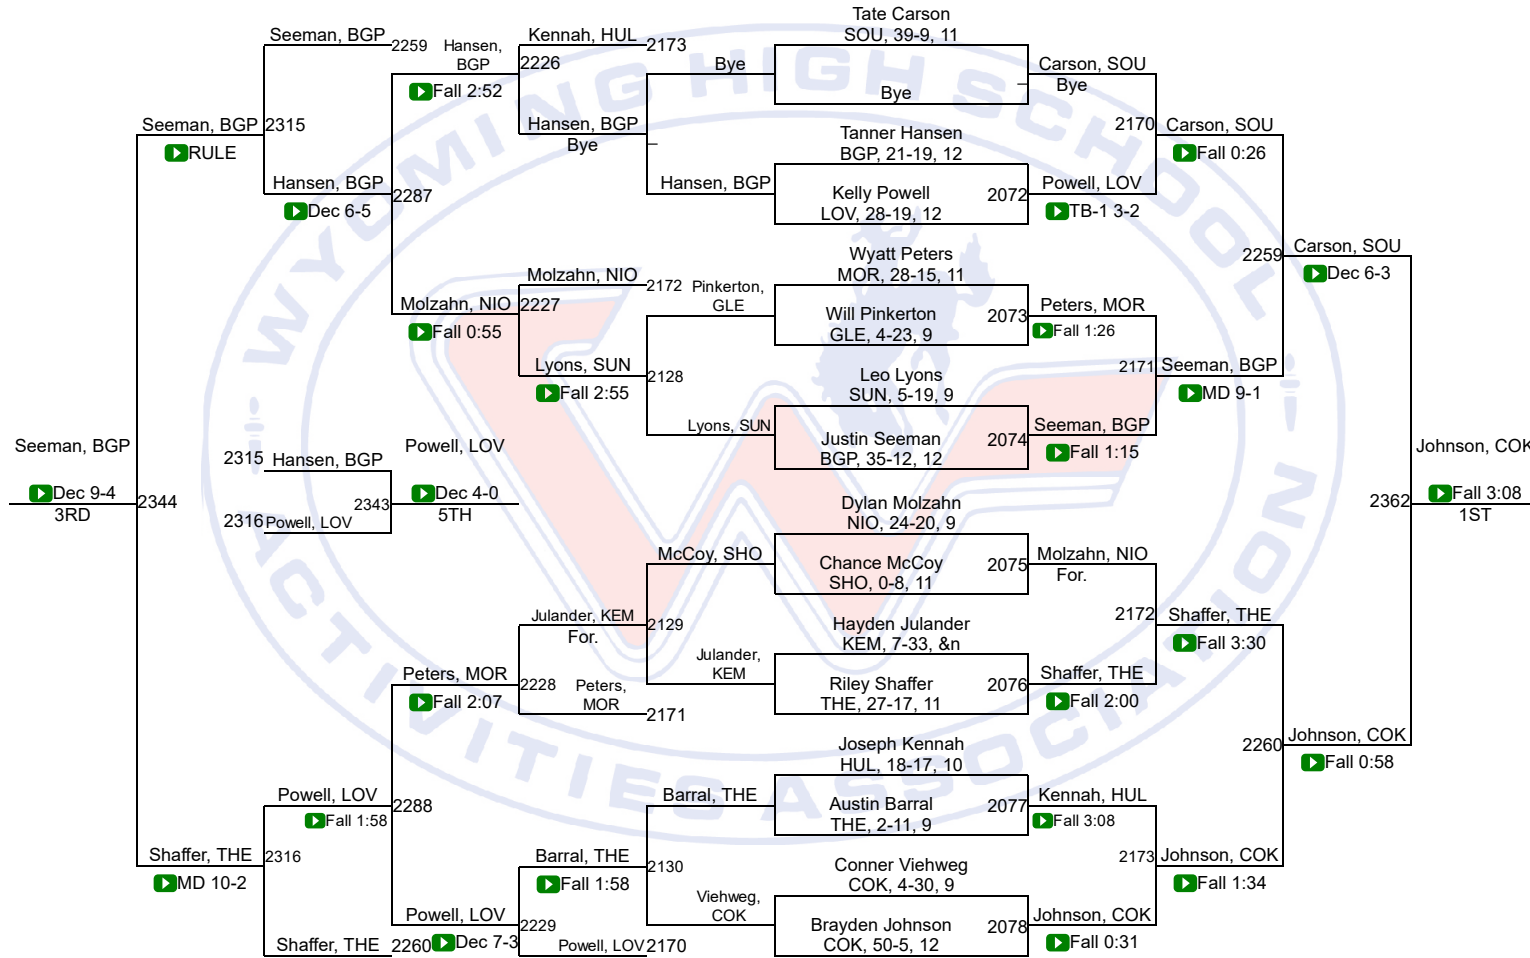 Tate Carson
SOU, 39-9, 11
Seeman, BGP
2259
Hansen,
BGP
Kennah, HUL
2173
2226
Bye
Carson, SOU
Bye
Fall 2:52
Bye
Seeman, BGP
2315
RULE
Hansen, BGP
Bye
Tanner Hansen
BGP, 21-19, 12
2170
Carson, SOU
Fall 0:26
Hansen, BGP
2287
Dec 6-5
Hansen, BGP
Kelly Powell
LOV, 28-19, 12
2072
Powell, LOV
TB-1 3-2
Wyatt Peters
MOR, 28-15, 11
2259
Carson, SOU
Dec 6-3
Molzahn, NIO
2172
Pinkerton,
GLE
Molzahn, NIO
2227
Fall 0:55
Will Pinkerton
GLE, 4-23, 9
2073
Peters, MOR
Fall 1:26
Lyons, SUN
2128
Fall 2:55
Leo Lyons
SUN, 5-19, 9
2171
Seeman, BGP
MD 9-1
Lyons, SUN
Justin Seeman
BGP, 35-12, 12
2074
Seeman, BGP
Fall 1:15
Seeman, BGP
Dec 9-4
3RD
2344
2315
Hansen, BGP
Powell, LOV
2316
Powell, LOV
2343
Dec 4-0
5TH
Johnson, COK
2362
Fall 3:08
1ST
Dylan Molzahn
NIO, 24-20, 9
McCoy, SHO
Chance McCoy
SHO, 0-8, 11
2075
Molzahn, NIO
For.
Julander, KEM
For.
2129
Hayden Julander
KEM, 7-33, &n
2172
Shaffer, THE
Fall 3:30
Peters, MOR
2228
Fall 2:07
Peters,
MOR
2171
Julander,
KEM
Riley Shaffer
THE, 27-17, 11
2076
Shaffer, THE
Fall 2:00
Joseph Kennah
HUL, 18-17, 10
2260
Johnson, COK
Fall 0:58
Powell, LOV
2288
Fall 1:58
Barral, THE
Austin Barral
THE, 2-11, 9
2077
Kennah, HUL
Fall 3:08
Shaffer, THE
2316
MD 10-2
Barral, THE
2130
Fall 1:58
Conner Viehweg
COK, 4-30, 9
2173
Johnson, COK
Fall 1:34
Powell, LOV
2229
Dec 7-3
Viehweg,
COK
Brayden Johnson
COK, 50-5, 12
2078
Johnson, COK
Fall 0:31
Shaffer, THE
2260
Powell, LOV
2170
WYOMING HIGH SCHOOL
ACTIVITIES ASSOCIATION